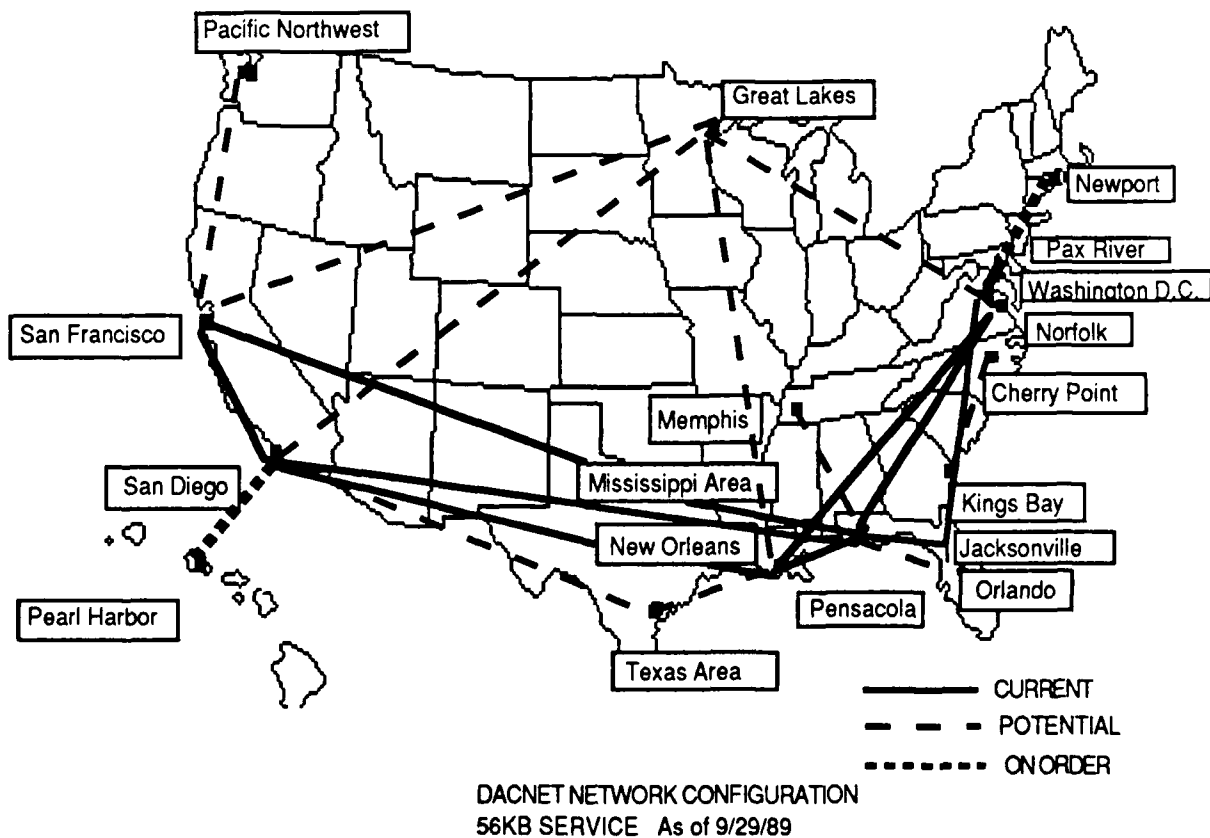 Pacific Northwest
Great Lakes
Newport
Pax River
Washington D.C.
Norfolk
San Francisco
Cherry Point
Memphis
San Diego
Mississippi Area
Kings Bay
New Orleans
Jacksonville
Orlando
Pensacola
Pearl Harbor
Texas Area
CURRENT
POTENTIAL
ON ORDER
DACNET NETWORK CONFIGURATION
56KB SERVICE As of 9/29/89